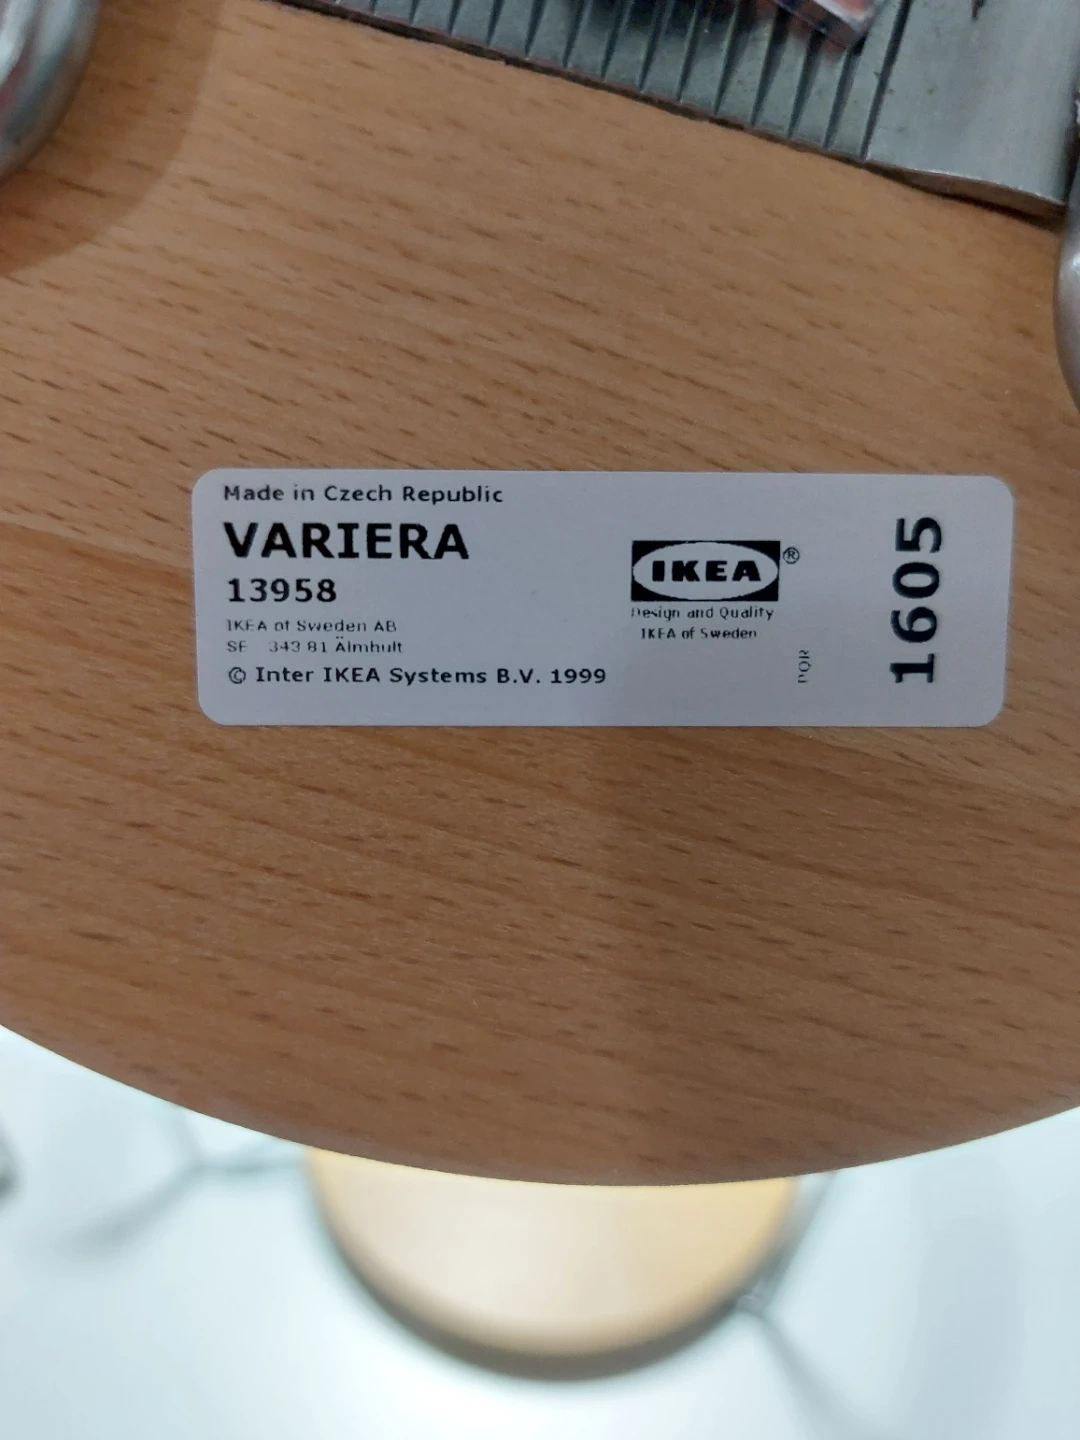 Made in Czech Republic
VARIERA
13958
IKEA of Sweden AB
SE 343 81 Älmhult
© Inter IKEA Systems B.V. 1999
IKEA®
Design and Quality
IKEA of Sweden
PQR
1605